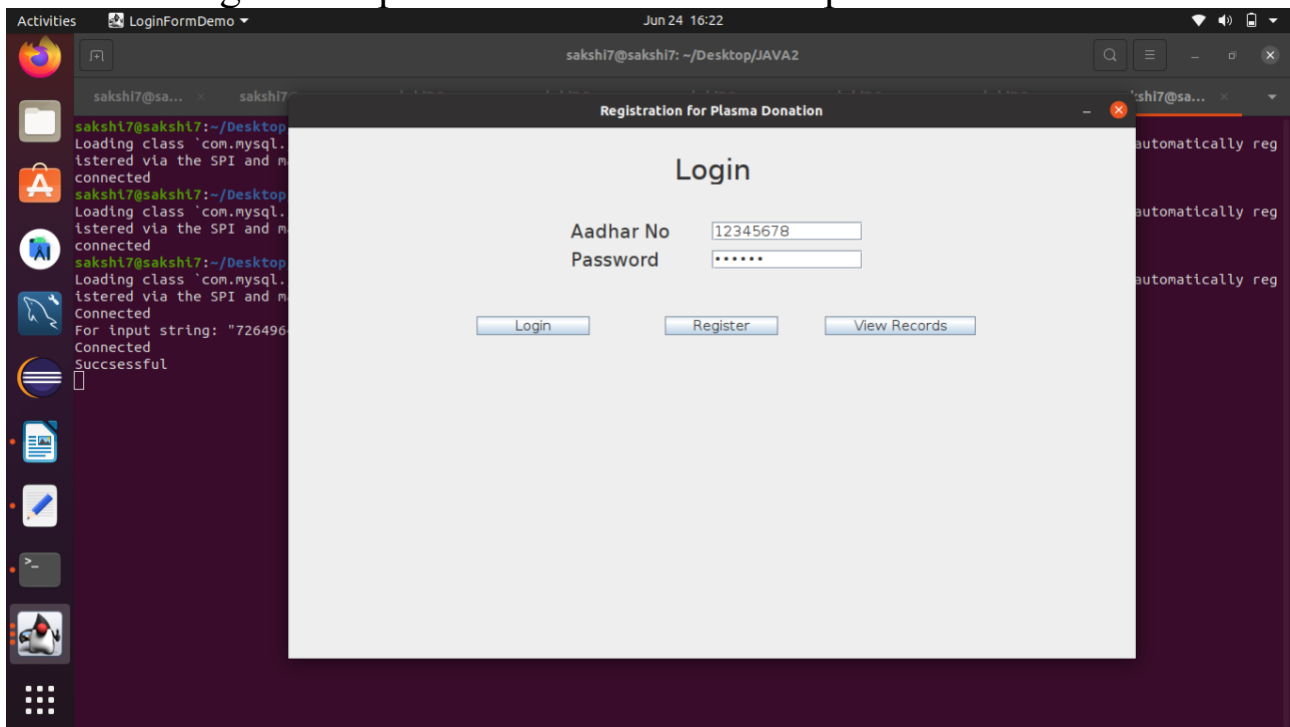 Activities LoginFormDemo Jun 24 16:22
sakshi7@sakshi7: ~/Desktop/JAVA2
sakshi7@sa... sakshi7 shi7@sa...
Registration for Plasma Donation
sakshi7@sakshi7:~/Desktop
Loading class `com.mysql. automatically reg
istered via the SPI and m
connected
sakshi7@sakshi7:~/Desktop
Loading class `com.mysql. automatically reg
istered via the SPI and m
connected
sakshi7@sakshi7:~/Desktop
Loading class `com.mysql. automatically reg
istered via the SPI and m
Connected
For input string: "726496
Connected
Succsessful
Login
Aadhar No 12345678
Password ••••••
Login Register View Records